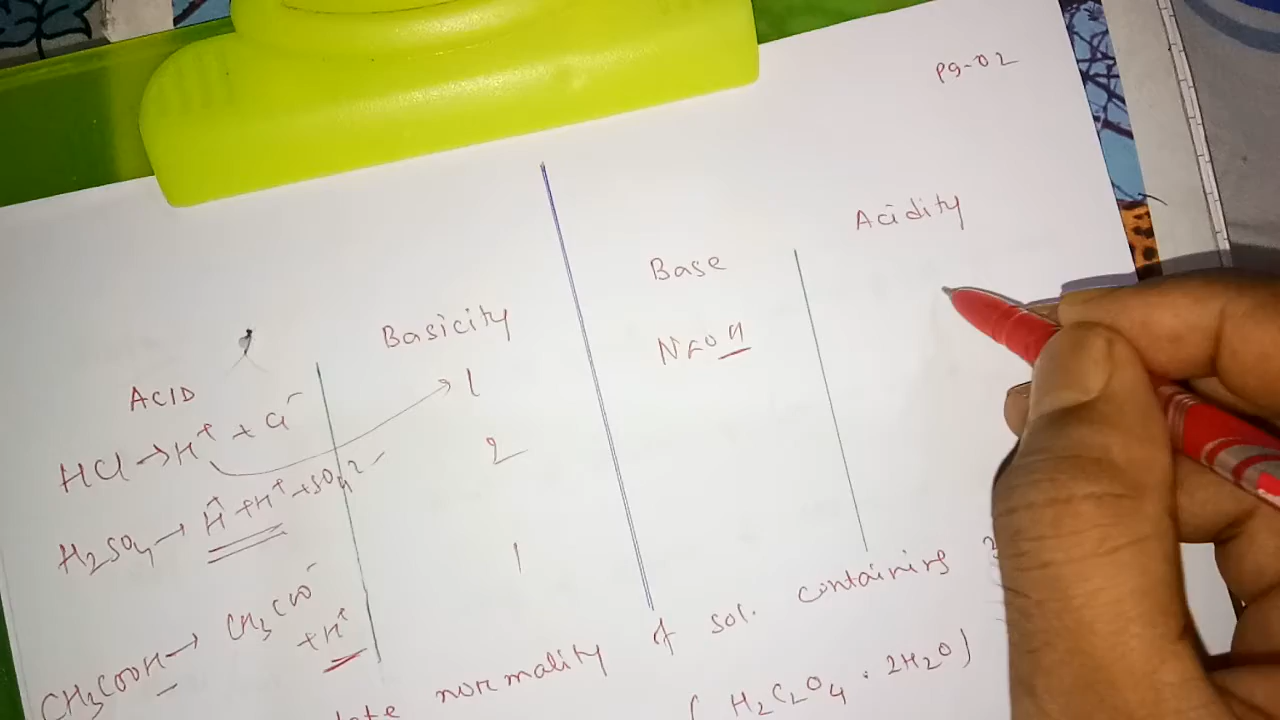 Pg-02
ACID
Basicity
HCl → H⁺ + Cl⁻
1
H2SO4 → H⁺ + H⁺ + SO4²⁻
2
CH3COOH → CH3COO⁻
+ H⁺
1
Base
Acidity
NaOH
normality of sol. containing
( H2C2O4 . 2H2O )